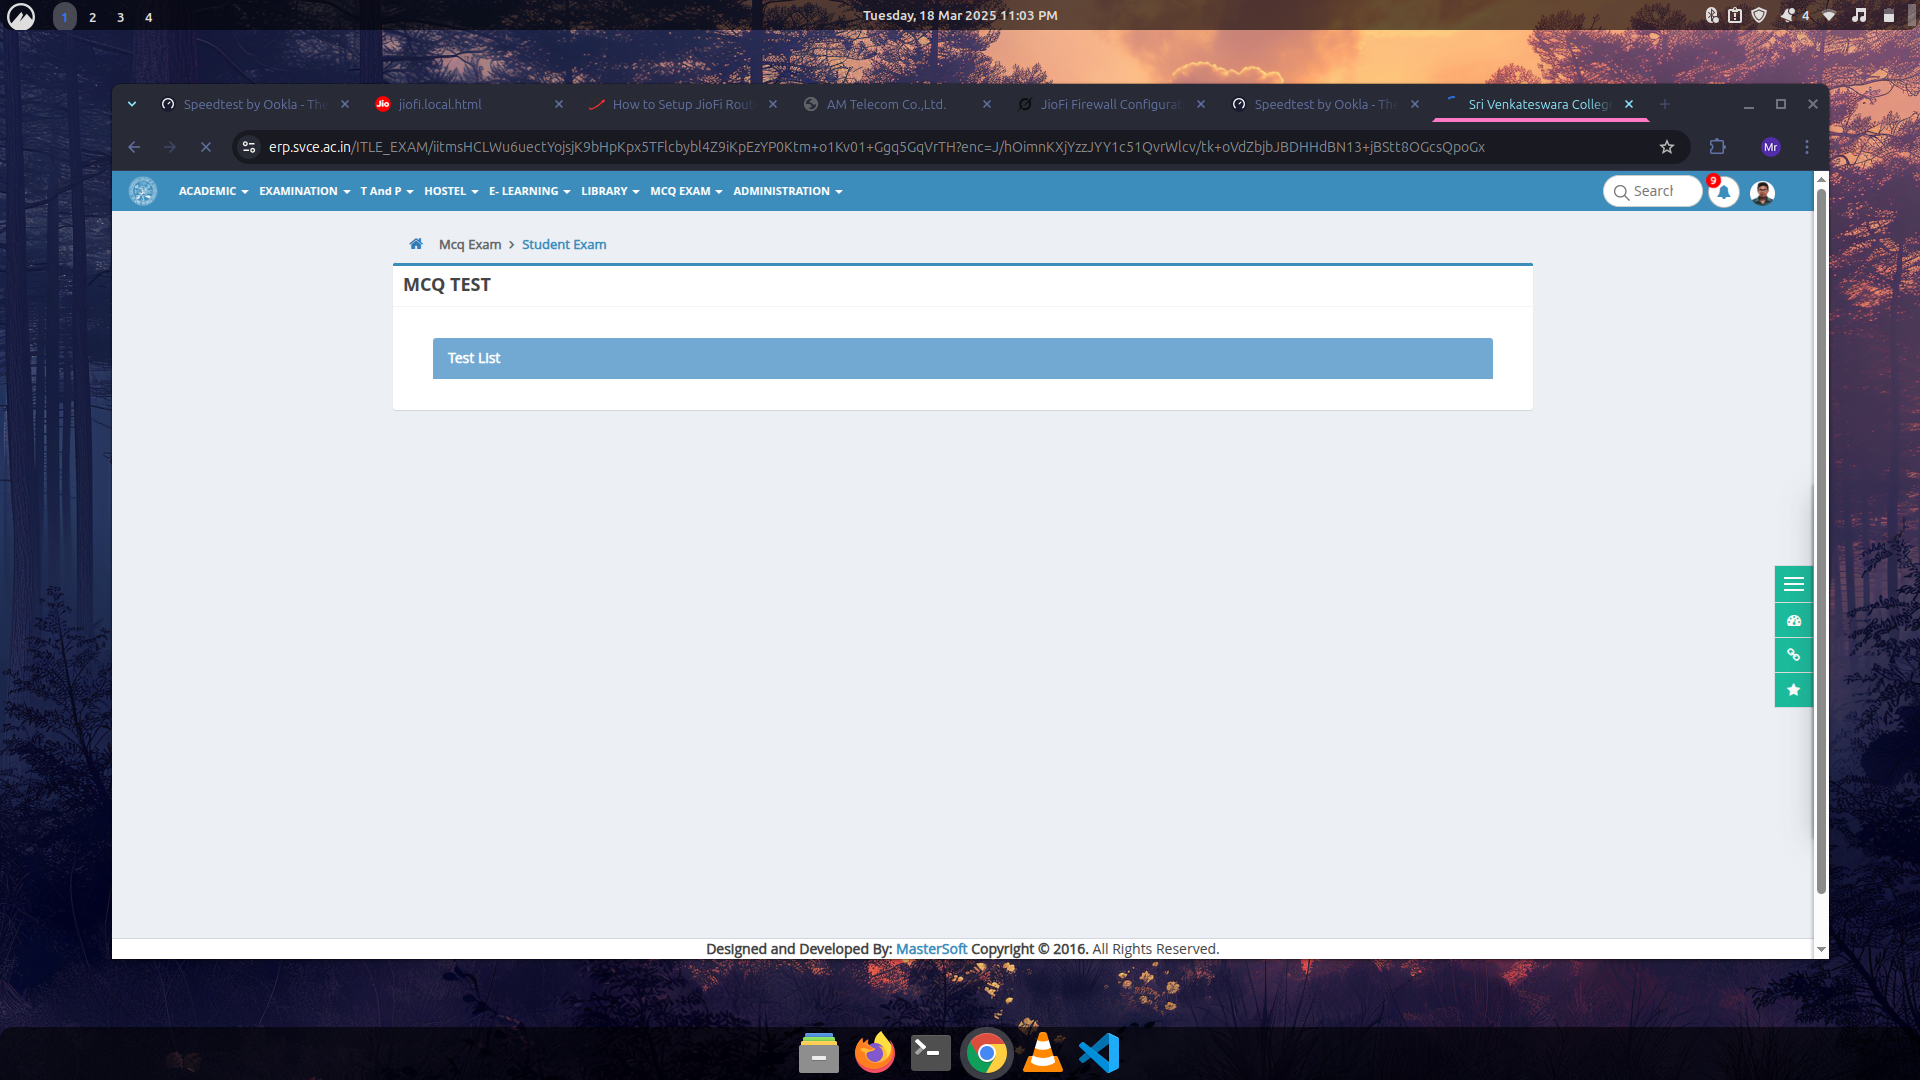 1 2 3 4 Tuesday, 18 Mar 2025 11:03 PM 4
Speedtest by Ookla - The jiofi.local.html How to Setup JioFi Rout AM Telecom Co.,Ltd. JioFi Firewall Configurat Speedtest by Ookla - The Sri Venkateswara College
erp.svce.ac.in/ITLE_EXAM/iitmsHCLWu6uectYojsjK9bHpKpx5TFlcbybl4Z9iKpEzYP0Ktm+o1Kv01+Ggq5GqVrTH?enc=J/hOimnKXjYzzJYY1c51QvrWlcv/tk+oVdZbjbJBDHHdBN13+jBStt8OGcsQpoGx Mr
ACADEMIC EXAMINATION T And P HOSTEL E- LEARNING LIBRARY MCQ EXAM ADMINISTRATION Search 9
Mcq Exam > Student Exam
MCQ TEST
Test List
Designed and Developed By: MasterSoft Copyright © 2016. All Rights Reserved.